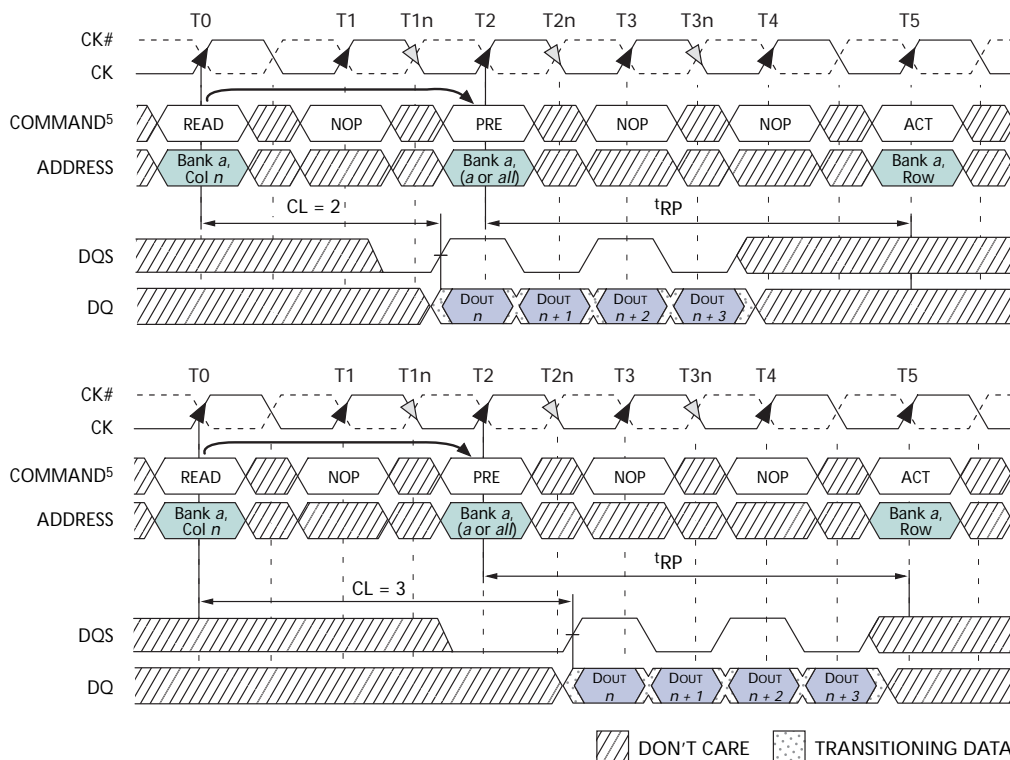 T0 T1 T1n T2 T2n T3 T3n T4 T5
CK#
CK
COMMAND5 READ NOP PRE NOP NOP ACT
ADDRESS Bank a, Col n Bank a, (a or all) Bank a, Row
CL = 2 tRP
DQS
DQ DOUT n DOUT n + 1 DOUT n + 2 DOUT n + 3
T0 T1 T1n T2 T2n T3 T3n T4 T5
CK#
CK
COMMAND5 READ NOP PRE NOP NOP ACT
ADDRESS Bank a, Col n Bank a, (a or all) Bank a, Row
CL = 3 tRP
DQS
DQ DOUT n DOUT n + 1 DOUT n + 2 DOUT n + 3
DON'T CARE TRANSITIONING DATA